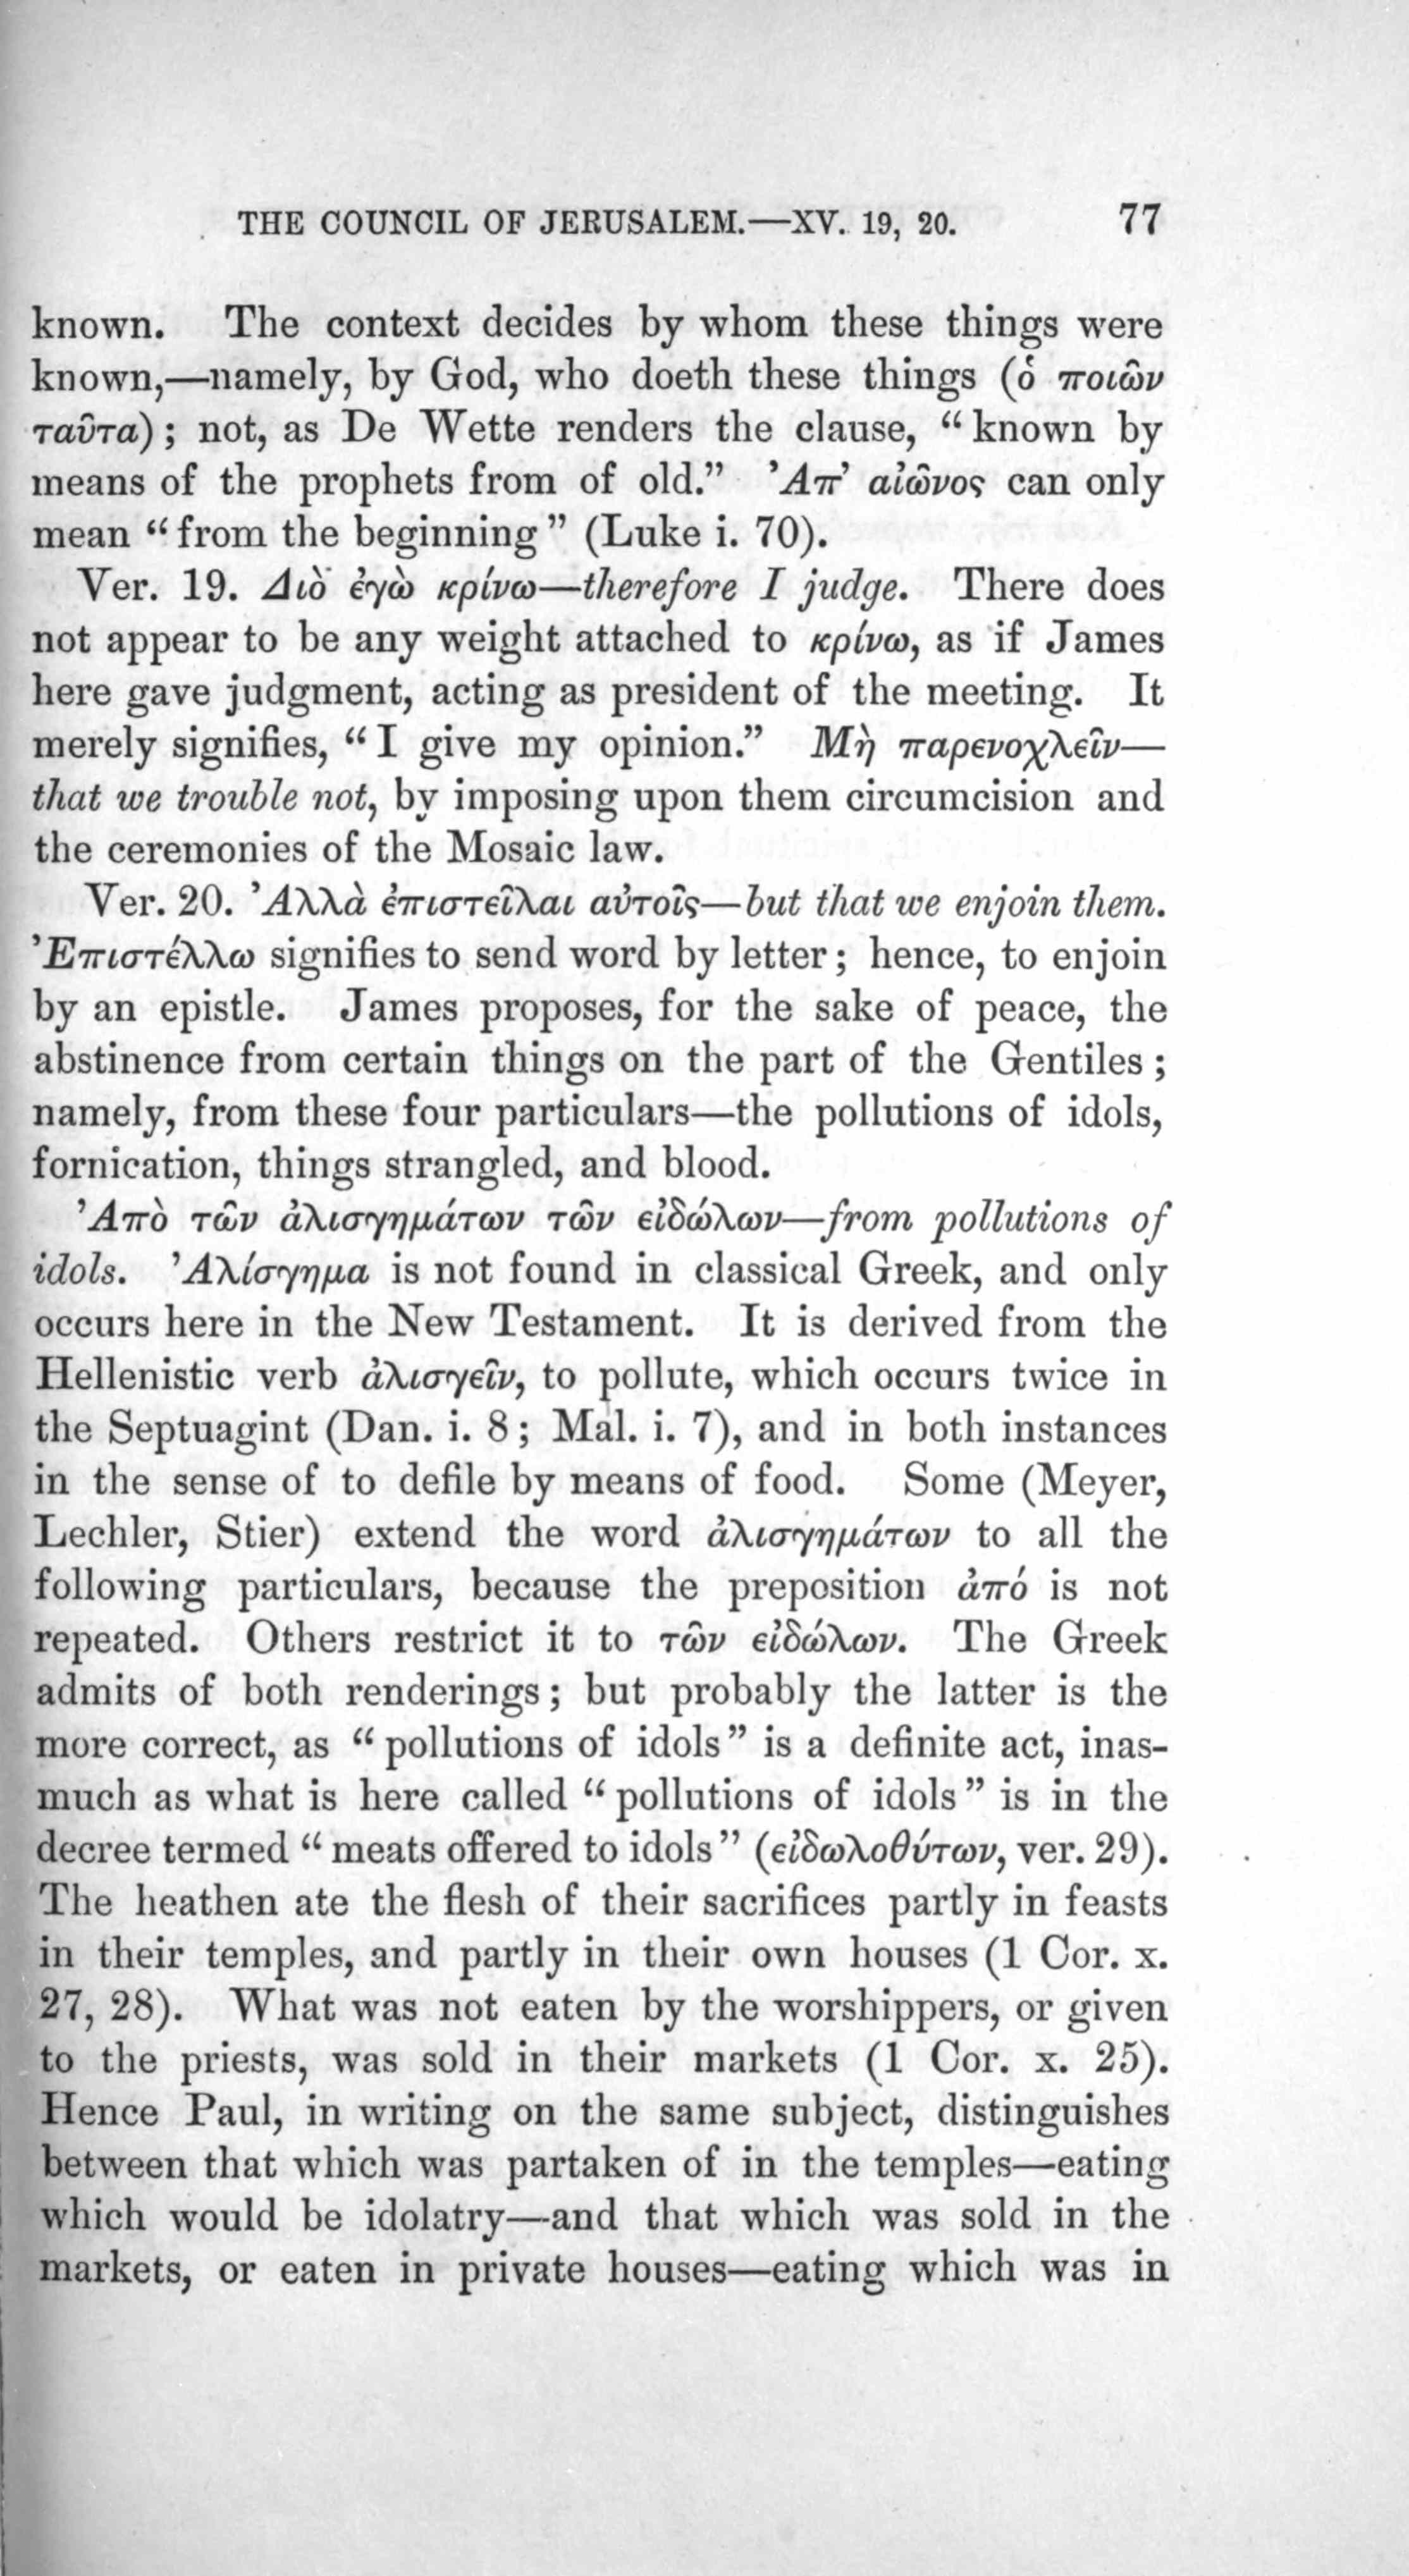 THE COUNCIL OF JERUSALEM.—XV. 19, 20. 77
known. The context decides by whom these things were
known,—namely, by God, who doeth these things (ὁ ποιῶν
ταῦτα); not, as De Wette renders the clause, “known by
means of the prophets from of old.” Ἀπ’ αἰῶνος can only
mean “from the beginning” (Luke i. 70).
Ver. 19. Διὸ ἐγὼ κρίνω—therefore I judge. There does
not appear to be any weight attached to κρίνω, as if James
here gave judgment, acting as president of the meeting. It
merely signifies, “I give my opinion.” Μὴ παρενοχλεῖν—
that we trouble not, by imposing upon them circumcision and
the ceremonies of the Mosaic law.
Ver. 20. Ἀλλὰ ἐπιστεῖλαι αὐτοῖς—but that we enjoin them.
Ἐπιστέλλω signifies to send word by letter; hence, to enjoin
by an epistle. James proposes, for the sake of peace, the
abstinence from certain things on the part of the Gentiles;
namely, from these four particulars—the pollutions of idols,
fornication, things strangled, and blood.
Ἀπὸ τῶν ἀλισγημάτων τῶν εἰδώλων—from pollutions of
idols. Ἀλίσγημα is not found in classical Greek, and only
occurs here in the New Testament. It is derived from the
Hellenistic verb ἀλισγεῖν, to pollute, which occurs twice in
the Septuagint (Dan. i. 8; Mal. i. 7), and in both instances
in the sense of to defile by means of food. Some (Meyer,
Lechler, Stier) extend the word ἀλισγημάτων to all the
following particulars, because the preposition ἀπό is not
repeated. Others restrict it to τῶν εἰδώλων. The Greek
admits of both renderings; but probably the latter is the
more correct, as “pollutions of idols” is a definite act, inas-
much as what is here called “pollutions of idols” is in the
decree termed “meats offered to idols” (εἰδωλοθύτων, ver. 29).
The heathen ate the flesh of their sacrifices partly in feasts
in their temples, and partly in their own houses (1 Cor. x.
27, 28). What was not eaten by the worshippers, or given
to the priests, was sold in their markets (1 Cor. x. 25).
Hence Paul, in writing on the same subject, distinguishes
between that which was partaken of in the temples—eating
which would be idolatry—and that which was sold in the
markets, or eaten in private houses—eating which was in